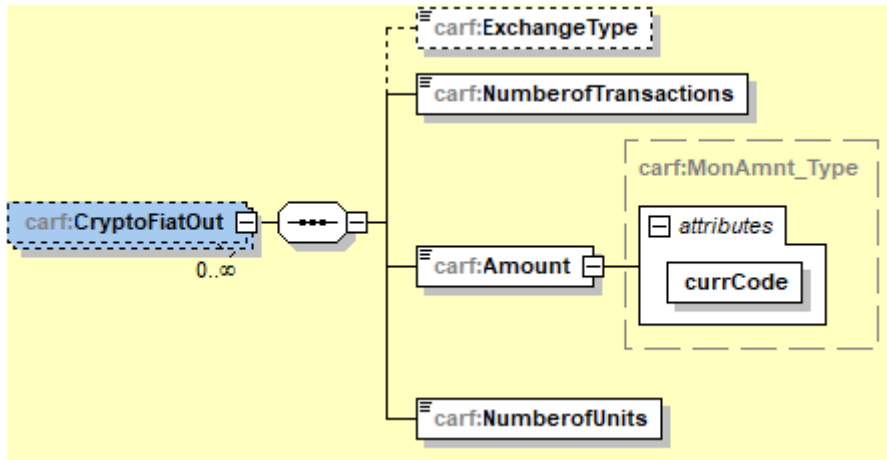 carf:ExchangeType
carf:NumberofTransactions
carf:MonAmnt_Type
attributes
carf:CryptoFiatOut
0..∞
carf:Amount
currCode
carf:NumberofUnits